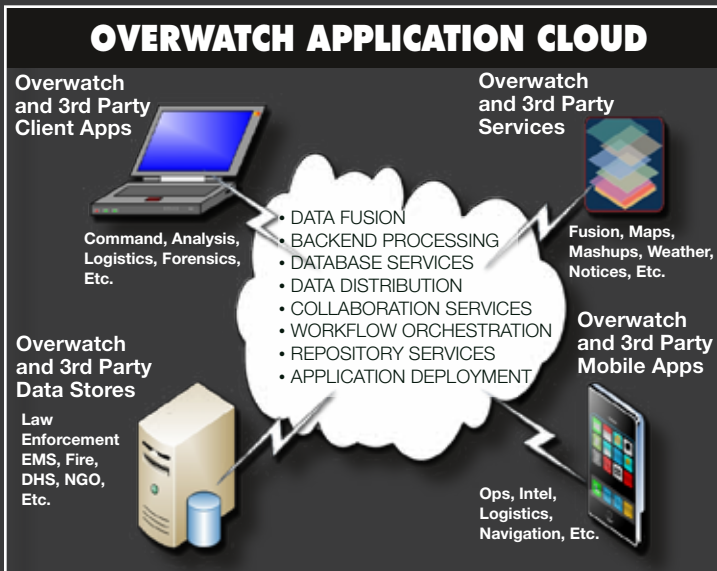 OVERWATCH APPLICATION CLOUD
Overwatch
and 3rd Party
Client Apps
Command, Analysis,
Logistics, Forensics,
Etc.
Overwatch
and 3rd Party
Services
Fusion, Maps,
Mashups, Weather,
Notices, Etc.
• DATA FUSION
• BACKEND PROCESSING
• DATABASE SERVICES
• DATA DISTRIBUTION
• COLLABORATION SERVICES
• WORKFLOW ORCHESTRATION
• REPOSITORY SERVICES
• APPLICATION DEPLOYMENT
Overwatch
and 3rd Party
Data Stores
Law
Enforcement
EMS, Fire,
DHS, NGO,
Etc.
Overwatch
and 3rd Party
Mobile Apps
Ops, Intel,
Logistics,
Navigation, Etc.